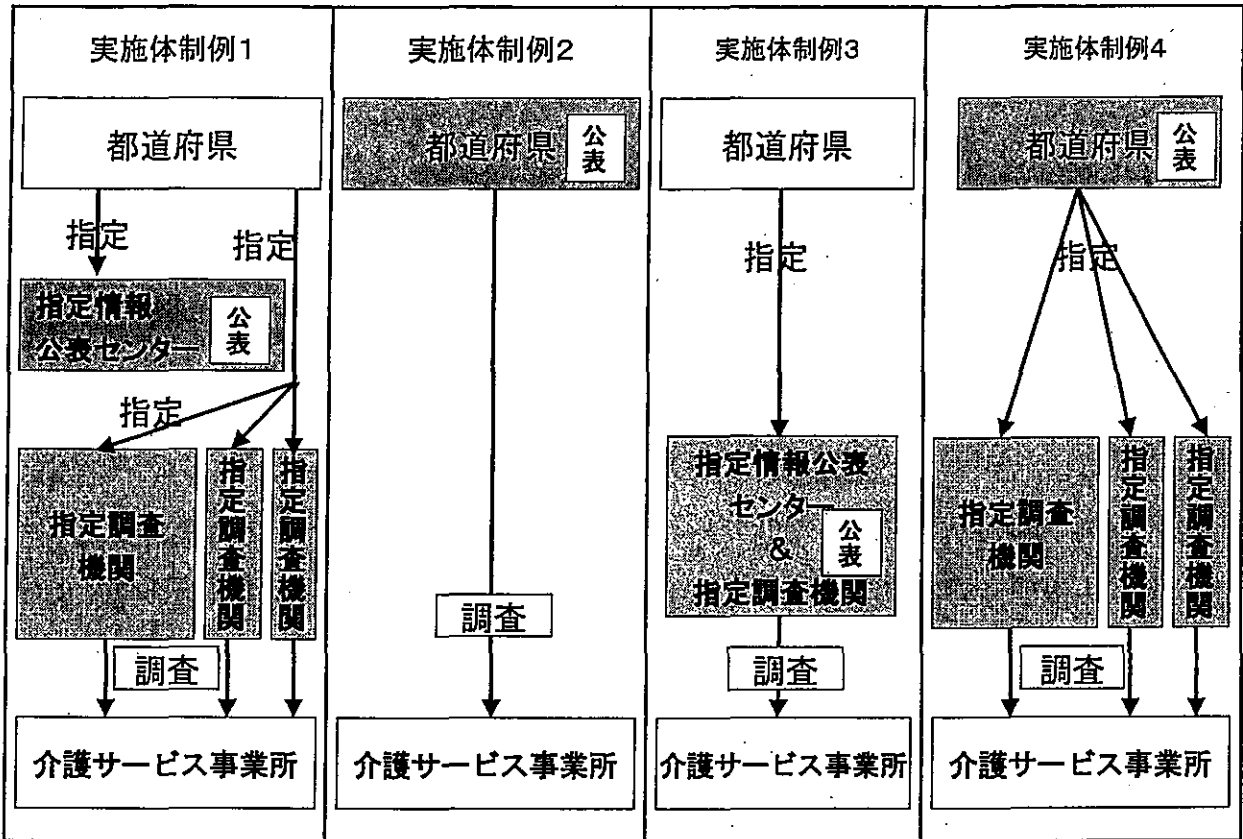 実施体制例1
都道府県
指定
指定
指定情報
公表センター
公表
指定
指定調査
機関
指定調査機関
指定調査機関
調査
介護サービス事業所
実施体制例2
都道府県
公表
調査
介護サービス事業所
実施体制例3
都道府県
指定
指定情報公表
センター
&
指定調査機関
公表
調査
介護サービス事業所
実施体制例4
都道府県
公表
指定
指定調査
機関
指定調査機関
指定調査機関
調査
介護サービス事業所